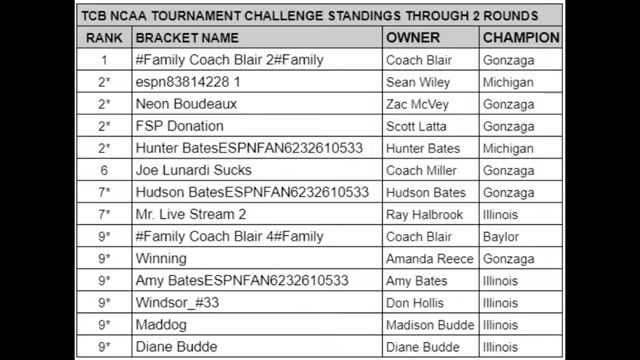 TCB NCAA TOURNAMENT CHALLENGE STANDINGS THROUGH 2 ROUNDS
RANK BRACKET NAME OWNER CHAMPION
1 #Family Coach Blair 2#Family Coach Blair Gonzaga
2* espn83814228 1 Sean Wiley Michigan
2* Neon Boudeaux Zac McVey Gonzaga
2* FSP Donation Scott Latta Gonzaga
2* Hunter BatesESPNFAN6232610533 Hunter Bates Michigan
6 Joe Lunardi Sucks Coach Miller Gonzaga
7* Hudson BatesESPNFAN6232610533 Hudson Bates Gonzaga
7* Mr. Live Stream 2 Ray Halbrook Illinois
9* #Family Coach Blair 4#Family Coach Blair Baylor
9* Winning Amanda Reece Gonzaga
9* Amy BatesESPNFAN6232610533 Amy Bates Illinois
9* Windsor_#33 Don Hollis Illinois
9* Maddog Madison Budde Illinois
9* Diane Budde Diane Budde Illinois